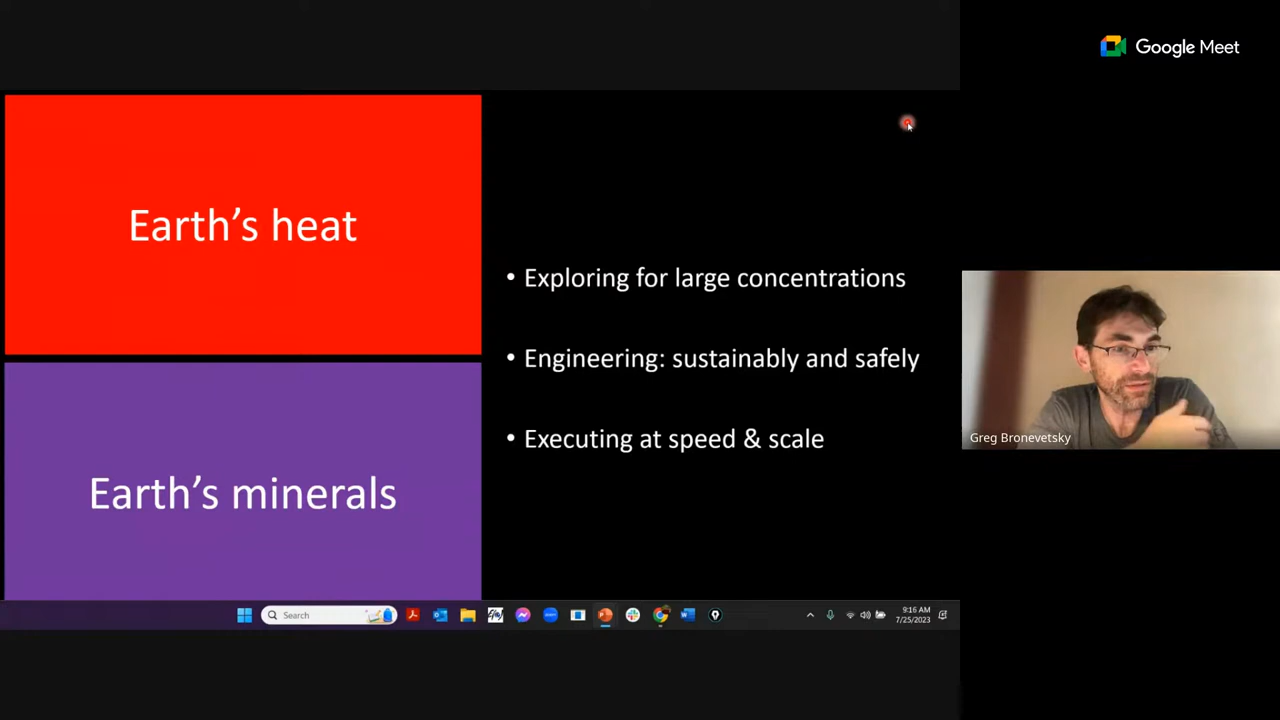 Google Meet
Earth's heat
Earth's minerals
• Exploring for large concentrations
• Engineering: sustainably and safely
• Executing at speed & scale
Greg Bronevetsky
Search
9:16 AM
7/25/2023